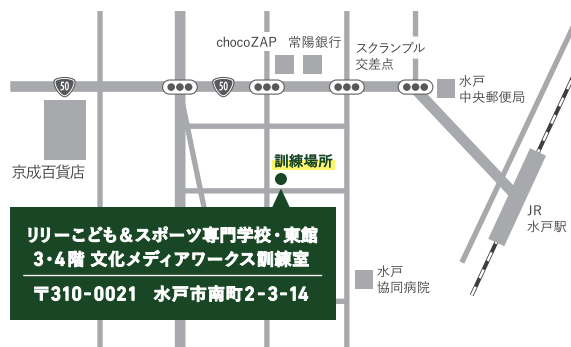 chocoZAP
常陽銀行
スクランブル
交差点
50
50
水戸
中央郵便局
京成百貨店
訓練場所
JR
水戸駅
リリーこども&スポーツ専門学校・東館
3・4階 文化メディアワークス訓練室
〒310-0021 水戸市南町2-3-14
水戸
協同病院